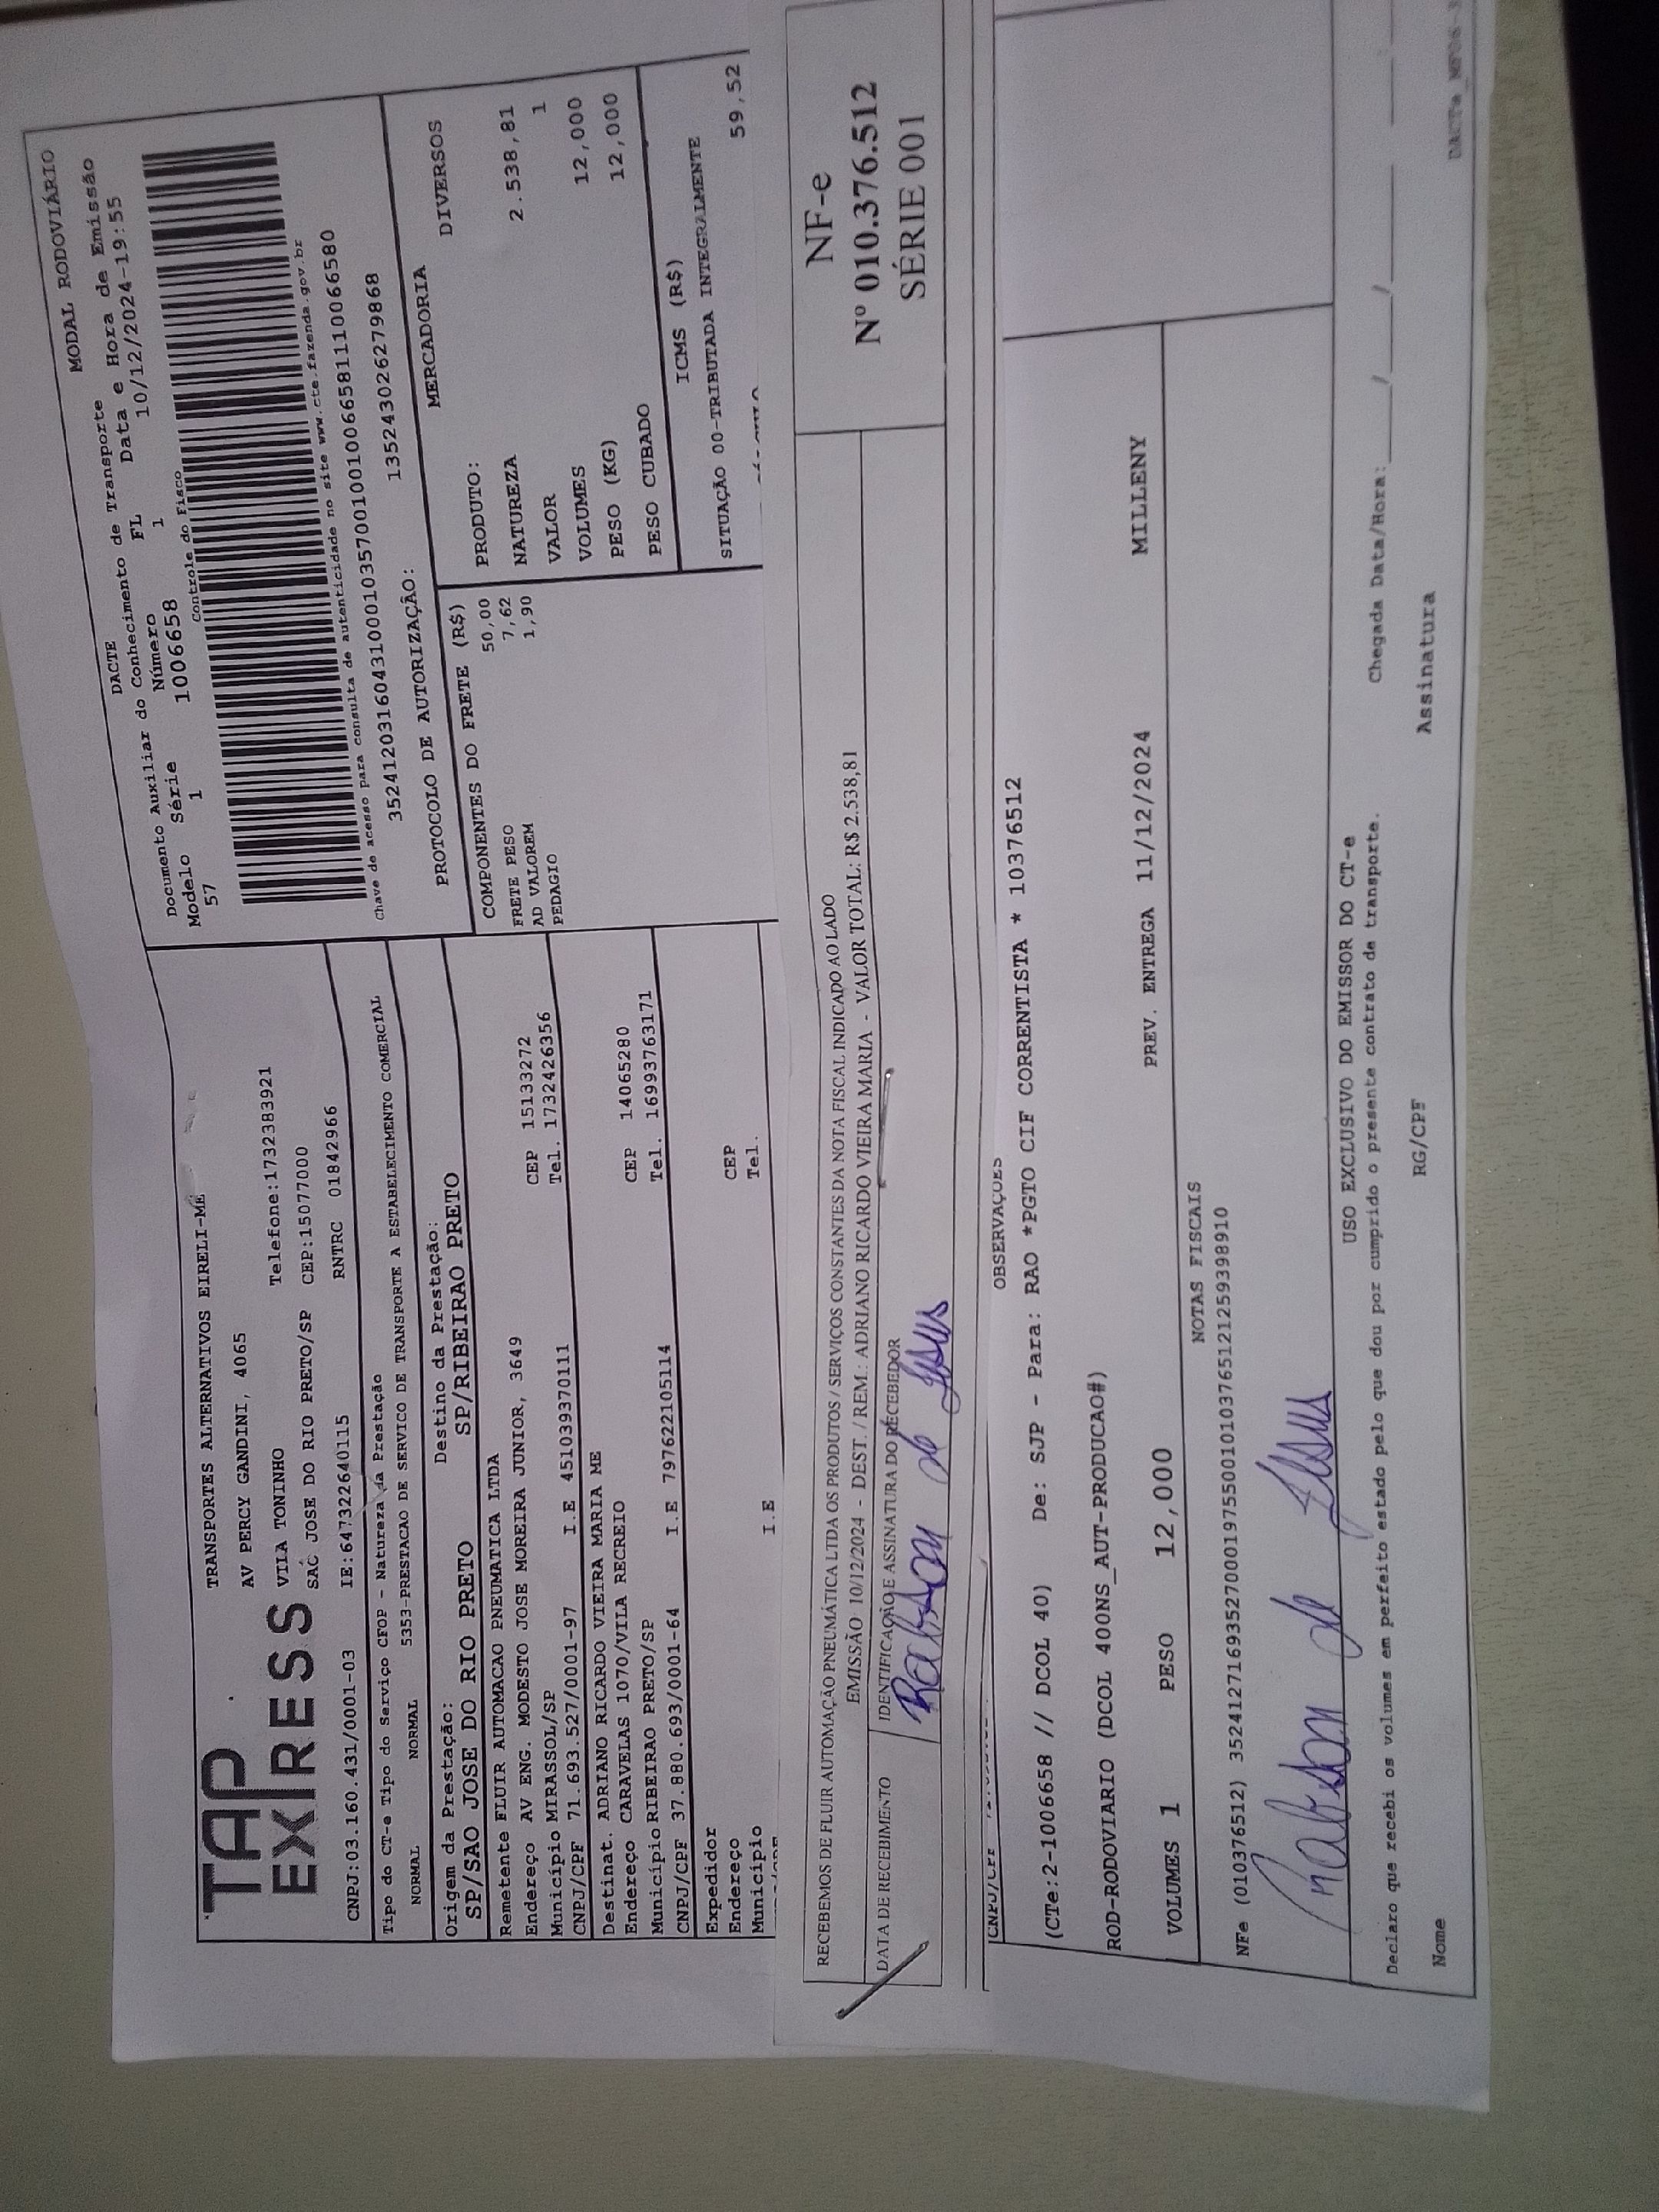 TAP
EXPRESS
TRANSPORTES ALTERNATIVOS EIRELI-ME
AV PERCY GANDINI, 4065
VIA TONINHO Telefone:1732383921
SAO JOSE DO RIO PRETO/SP CEP:15077000
CNPJ:03.160.431/0001-03 IE:647322640115 RNTRC 01842966
MODAL RODOVIÁRIO
DACTE
Documento Auxiliar do Conhecimento de Transporte
Modelo Série Número FL Data e Hora de Emissão
57 1 1006658 1 10/12/2024-19:55
Controle do Fisco
Chave de acesso para consulta de autenticidade no site www.cte.fazenda.gov.br
35241203160431000103570010010066581110066580
PROTOCOLO DE AUTORIZAÇÃO: 135243026279868
Tipo do CT-e Tipo do Serviço CFOP - Natureza da Prestação
NORMAL NORMAL 5353-PRESTACAO DE SERVICO DE TRANSPORTE A ESTABELECIMENTO COMERCIAL
Origem da Prestação: Destino da Prestação:
SP/SAO JOSE DO RIO PRETO SP/RIBEIRAO PRETO
Remetente FLUIR AUTOMACAO PNEUMATICA LTDA
Endereço AV ENG. MODESTO JOSE MOREIRA JUNIOR, 3649
Município MIRASSOL/SP CEP 15133272
CNPJ/CPF 71.693.527/0001-97 I.E 451039370111 Tel. 1732426356
Destinat. ADRIANO RICARDO VIEIRA MARIA ME
Endereço CARAVELAS 1070/VILA RECREIO
Município RIBEIRAO PRETO/SP CEP 14065280
CNPJ/CPF 37.880.693/0001-64 I.E 797622105114 Tel. 16993763171
Expedidor
Endereço
Município CEP
I.E Tel.
COMPONENTES DO FRETE (R$)
FRETE PESO 50,00
AD VALOREM 7,62
PEDAGIO 1,90
MERCADORIA
PRODUTO: DIVERSOS
NATUREZA
VALOR 2.538,81
VOLUMES 1
PESO (KG) 12,000
PESO CUBADO 12,000
ICMS (R$)
SITUAÇÃO 00-TRIBUTADA INTEGRALMENTE
59,52
RECEBEMOS DE FLUIR AUTOMAÇÃO PNEUMÁTICA LTDA OS PRODUTOS / SERVIÇOS CONSTANTES DA NOTA FISCAL INDICADO AO LADO
EMISSÃO 10/12/2024 - DEST. / REM.: ADRIANO RICARDO VIEIRA MARIA - VALOR TOTAL: R$ 2.538,81
DATA DE RECEBIMENTO IDENTIFICAÇÃO E ASSINATURA DO RECEBEDOR
de Jesus
NF-e
Nº 010.376.512
SÉRIE 001
CNPJ/CPF
OBSERVAÇÕES
(CTe:2-1006658 // DCOL 40) De: SJP - Para: RAO *PGTO CIF CORRENTISTA * 10376512
ROD-RODOVIARIO (DCOL 400NS_AUT-PRODUCAO#)
VOLUMES 1 PESO 12,000 PREV. ENTREGA 11/12/2024 MILLENY
NOTAS FISCAIS
NFe (010376512) 35241271693527000197550010103765121259398910
de Jesus
USO EXCLUSIVO DO EMISSOR DO CT-e
Declaro que recebi os volumes em perfeito estado pelo que dou por cumprido o presente contrato de transporte. Chegada Data/Hora:____/____/____
Nome RG/CPF Assinatura